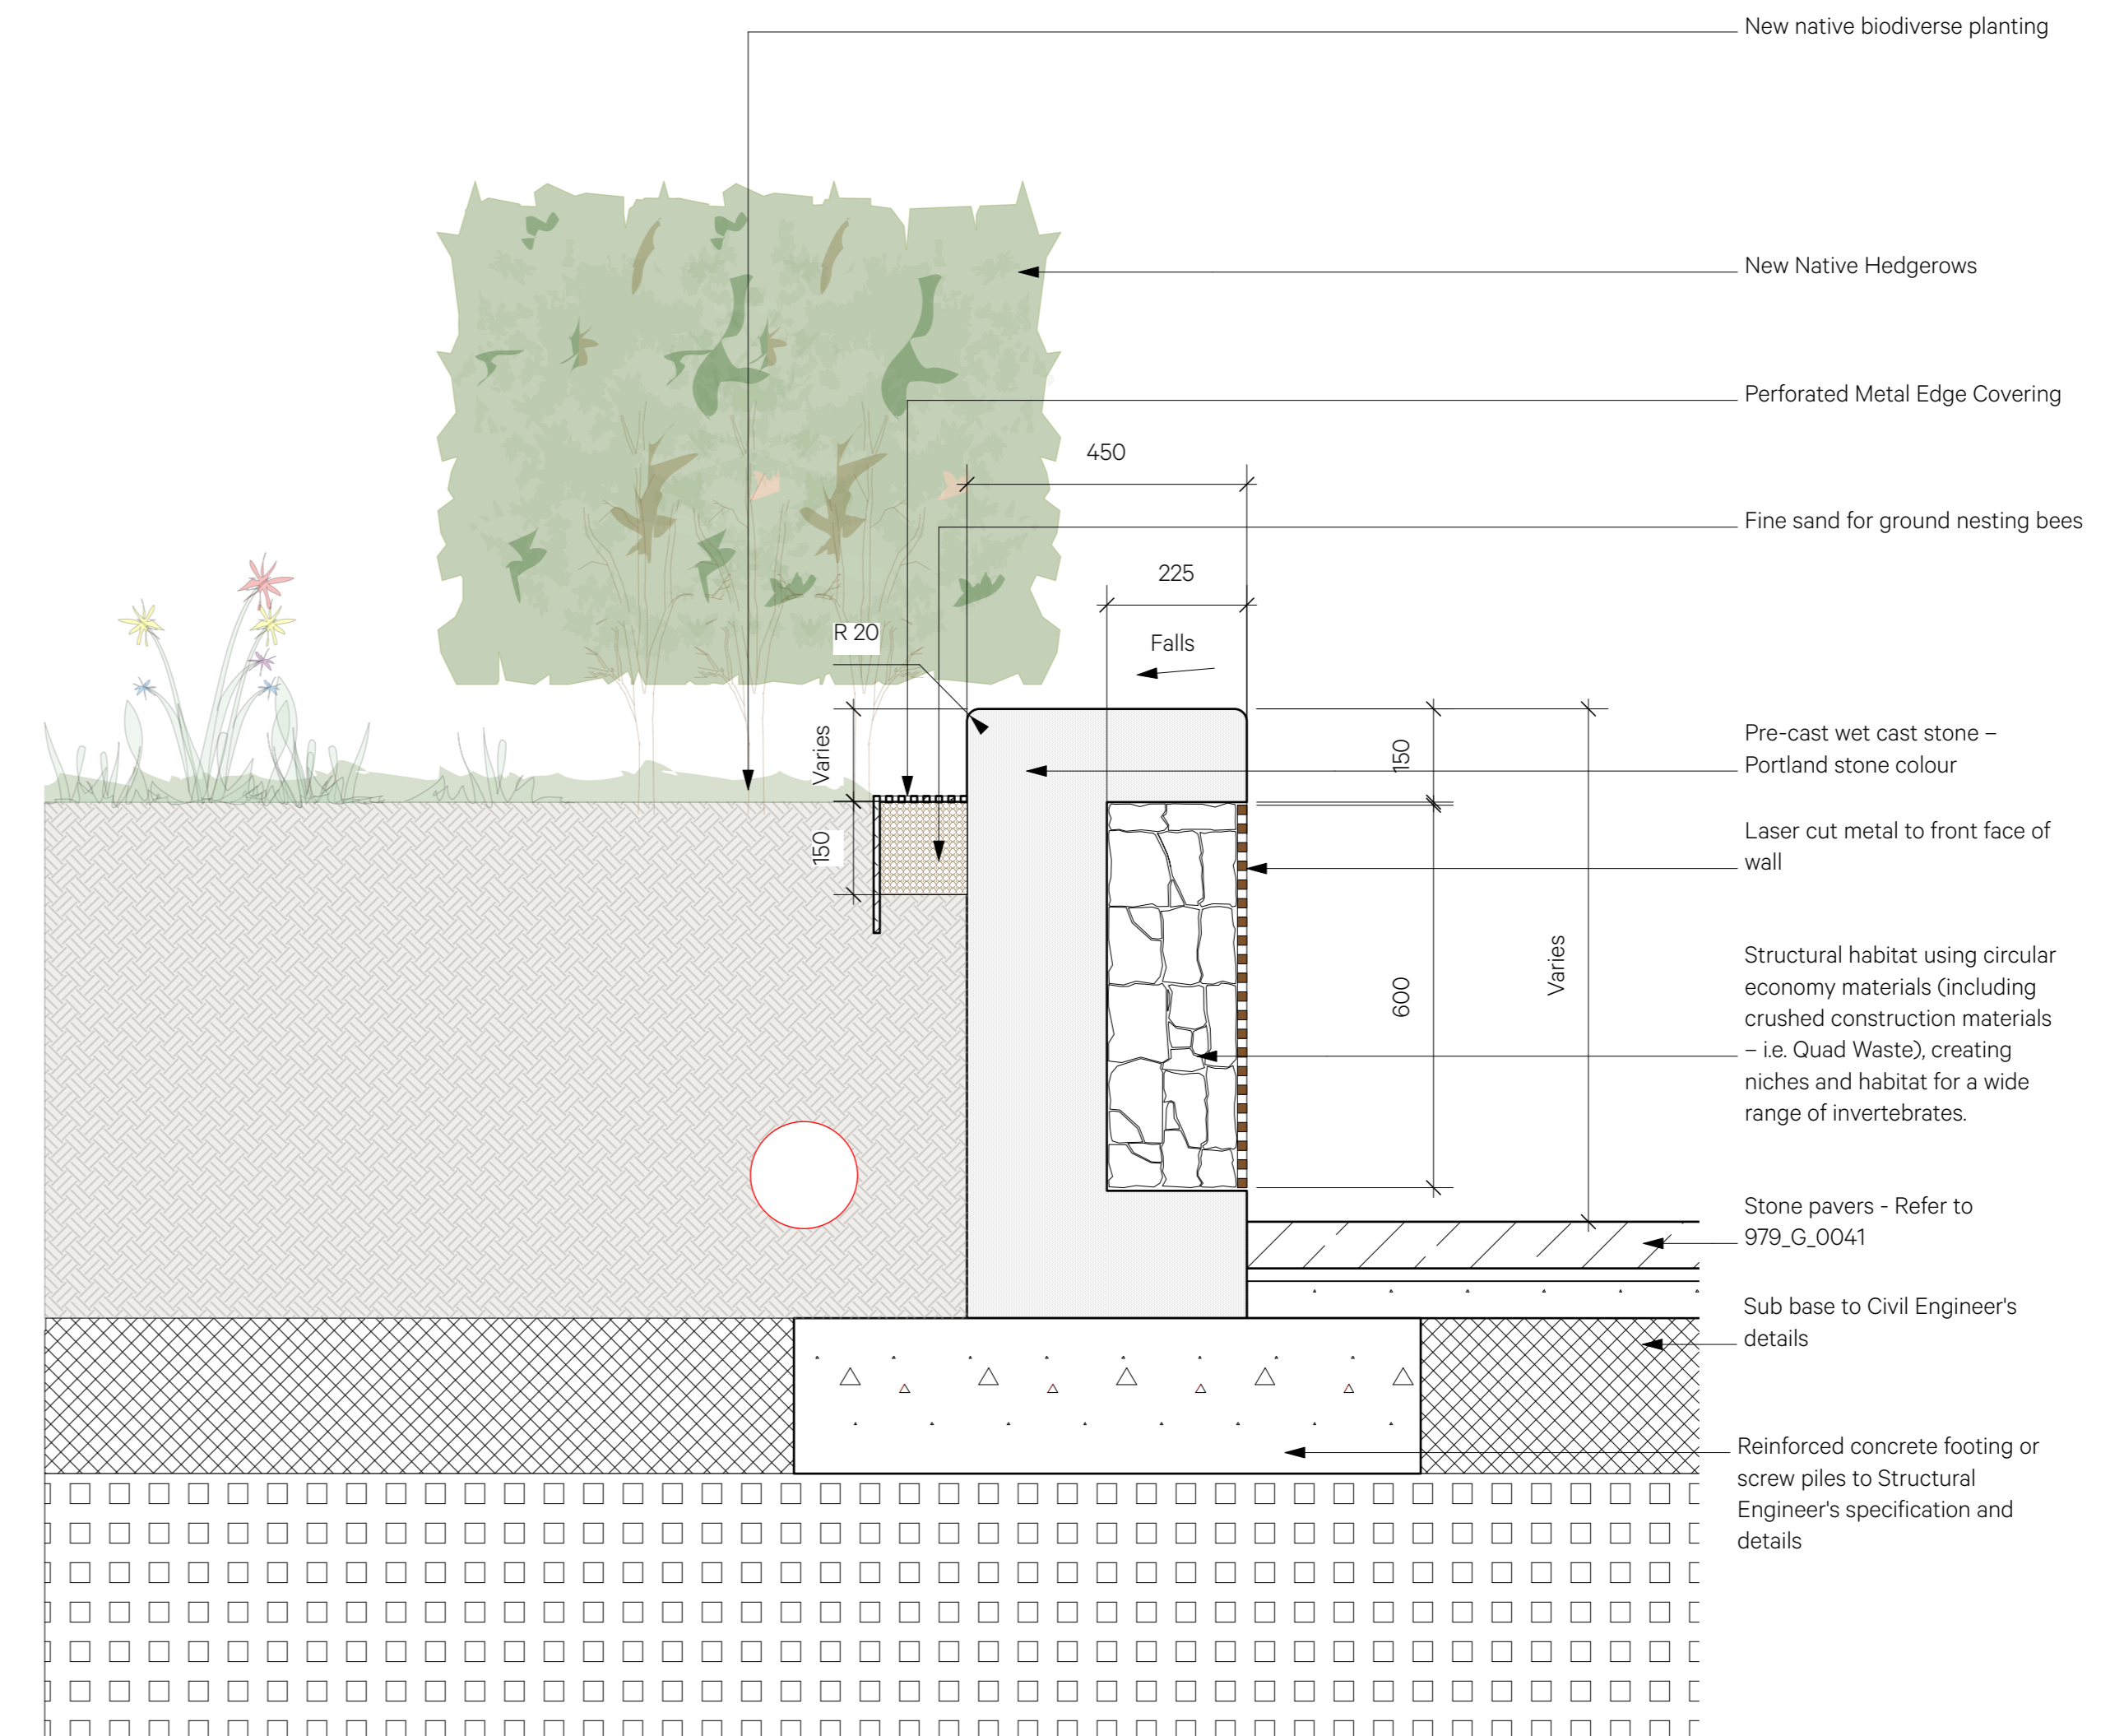 New native biodiverse planting
New Native Hedgerows
Perforated Metal Edge Covering
450
Fine sand for ground nesting bees
225
R 20
Falls
Varies
150
Pre-cast wet cast stone –
Portland stone colour
150
Laser cut metal to front face of
wall
600
Varies
Structural habitat using circular
economy materials (including
crushed construction materials
– i.e. Quad Waste), creating
niches and habitat for a wide
range of invertebrates.
Stone pavers - Refer to
979_G_0041
Sub base to Civil Engineer's
details
Reinforced concrete footing or
screw piles to Structural
Engineer's specification and
details